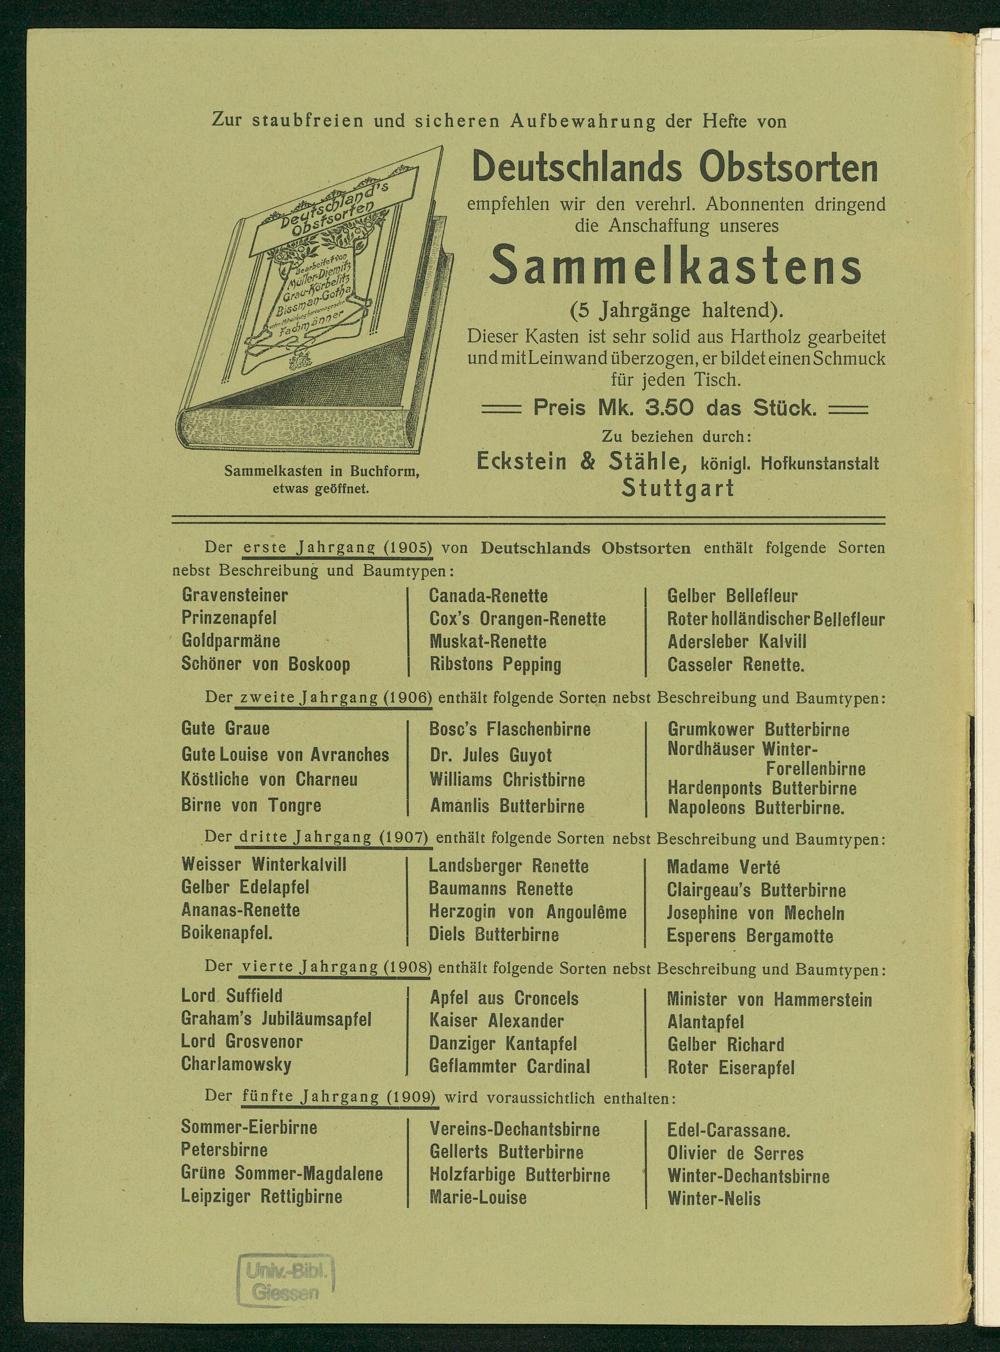 Zur staubfreien und sicheren Aufbewahrung der Hefte von
Deutschland's
Obstsorten
Bearbeitet von
Müller-Diemitz
Grau-Körbelitz
Bissman-Gotha
Fachmänner
Sammelkasten in Buchform,
etwas geöffnet.
Deutschlands Obstsorten
empfehlen wir den verehrl. Abonnenten dringend
die Anschaffung unseres
Sammelkastens
(5 Jahrgänge haltend).
Dieser Kasten ist sehr solid aus Hartholz gearbeitet
und mit Leinwand überzogen, er bildet einen Schmuck
für jeden Tisch.
Preis Mk. 3.50 das Stück.
Zu beziehen durch:
Eckstein & Stähle, königl. Hofkunstanstalt
Stuttgart
Der erste Jahrgang (1905) von Deutschlands Obstsorten enthält folgende Sorten
nebst Beschreibung und Baumtypen:
Gravensteiner
Prinzenapfel
Goldparmäne
Schöner von Boskoop
Canada-Renette
Cox's Orangen-Renette
Muskat-Renette
Ribstons Pepping
Gelber Bellefleur
Roter holländischer Bellefleur
Adersleber Kalvill
Casseler Renette.
Der zweite Jahrgang (1906) enthält folgende Sorten nebst Beschreibung und Baumtypen:
Gute Graue
Gute Louise von Avranches
Köstliche von Charneu
Birne von Tongre
Bosc's Flaschenbirne
Dr. Jules Guyot
Williams Christbirne
Amanlis Butterbirne
Grumkower Butterbirne
Nordhäuser Winter-
Forellenbirne
Hardenponts Butterbirne
Napoleons Butterbirne.
Der dritte Jahrgang (1907) enthält folgende Sorten nebst Beschreibung und Baumtypen:
Weisser Winterkalvill
Gelber Edelapfel
Ananas-Renette
Boikenapfel.
Landsberger Renette
Baumanns Renette
Herzogin von Angoulême
Diels Butterbirne
Madame Verté
Clairgeau's Butterbirne
Josephine von Mecheln
Esperens Bergamotte
Der vierte Jahrgang (1908) enthält folgende Sorten nebst Beschreibung und Baumtypen:
Lord Suffield
Graham's Jubiläumsapfel
Lord Grosvenor
Charlamowsky
Apfel aus Croncels
Kaiser Alexander
Danziger Kantapfel
Geflammter Cardinal
Minister von Hammerstein
Alantapfel
Gelber Richard
Roter Eiserapfel
Der fünfte Jahrgang (1909) wird voraussichtlich enthalten:
Sommer-Eierbirne
Petersbirne
Grüne Sommer-Magdalene
Leipziger Rettigbirne
Vereins-Dechantsbirne
Gellerts Butterbirne
Holzfarbige Butterbirne
Marie-Louise
Edel-Carassane.
Olivier de Serres
Winter-Dechantsbirne
Winter-Nelis
Univ.-Bibl.
Giessen